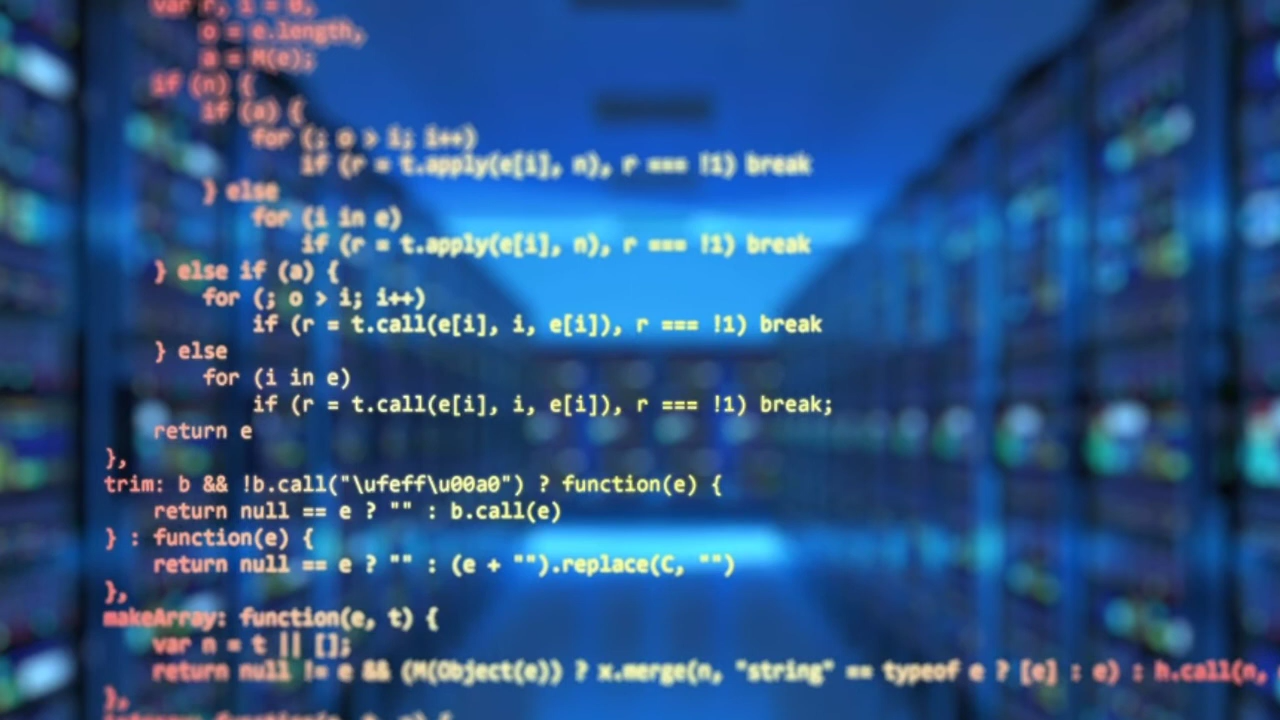 var r, i = 0,
o = e.length,
a = M(e);
if (n) {
if (a) {
for (; o > i; i++)
if (r = t.apply(e[i], n), r === !1) break
} else
for (i in e)
if (r = t.apply(e[i], n), r === !1) break
} else if (a) {
for (; o > i; i++)
if (r = t.call(e[i], i, e[i]), r === !1) break
} else
for (i in e)
if (r = t.call(e[i], i, e[i]), r === !1) break;
return e
},
trim: b && !b.call("\ufeff\u00a0") ? function(e) {
return null == e ? "" : b.call(e)
} : function(e) {
return null == e ? "" : (e + "").replace(C, "")
},
makeArray: function(e, t) {
var n = t || [];
return null != e && (M(Object(e)) ? x.merge(n, "string" == typeof e ? [e] : e) : h.call(n,
},